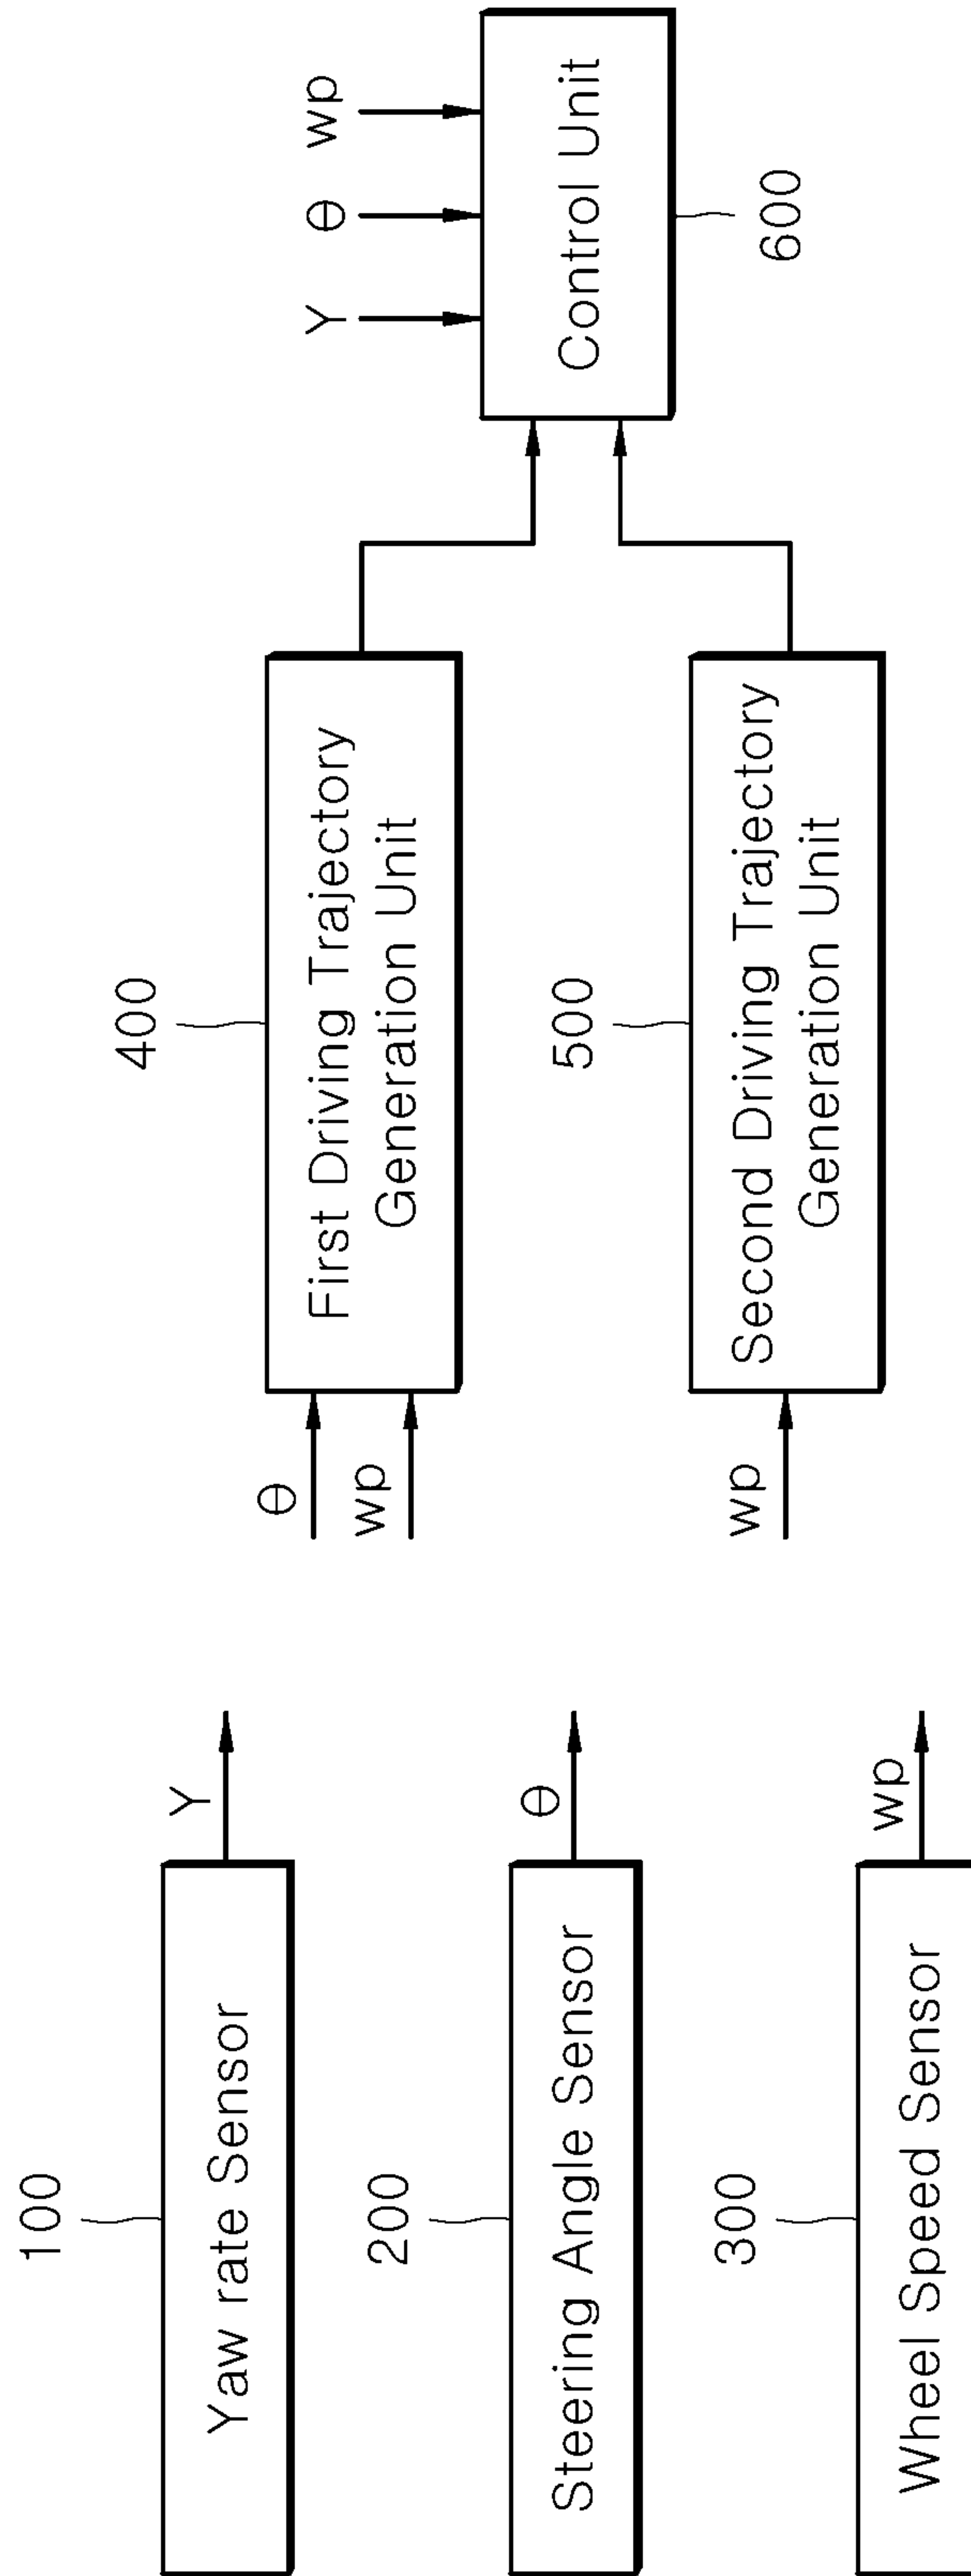 100
Yaw rate Sensor
Y
200
Steering Angle Sensor
θ
300
Wheel Speed Sensor
wp
400
θ
wp
First Driving Trajectory
Generation Unit
500
wp
Second Driving Trajectory
Generation Unit
Y
θ
wp
Control Unit
600